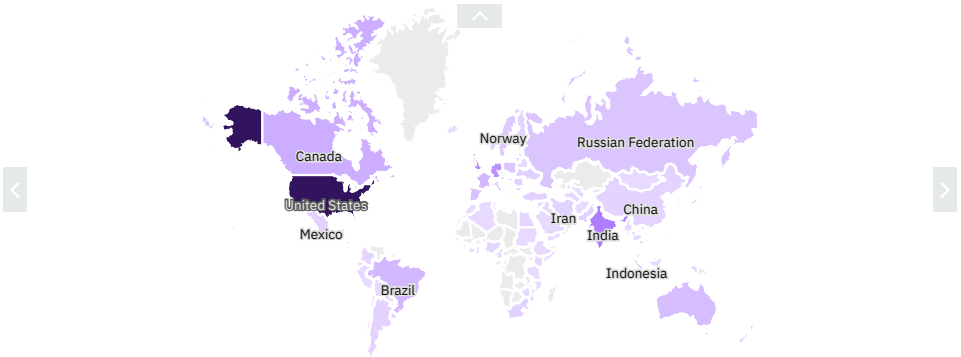 Norway
Russian Federation
Canada
United States
China
Iran
Mexico
India
Indonesia
Brazil